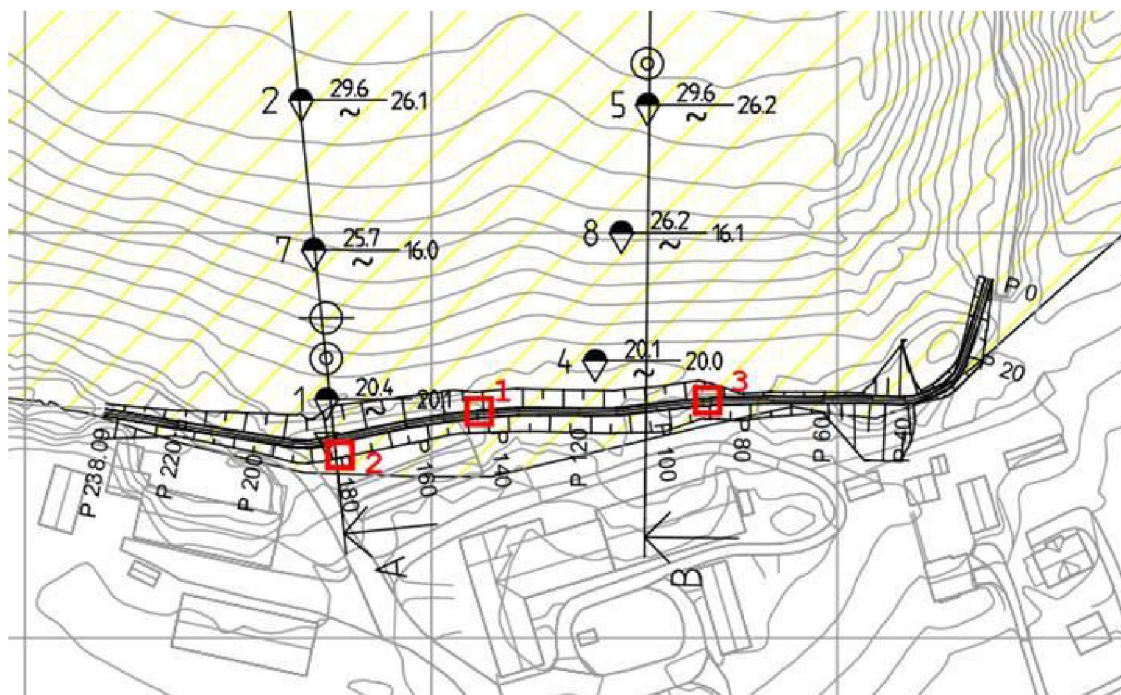 2 29.6 ~ 26.1
5 29.6 ~ 26.2
7 25.7 ~ 16.0
8 26.2 ~ 16.1
4 20.1 ~ 20.0
1 20.4 ~ 20.1
1
2
3
P 0
P 20
P 40
P 60
P 80
P 100
P 120
P 140
P 160
P 180
P 200
P 220
P 238.09
A
B